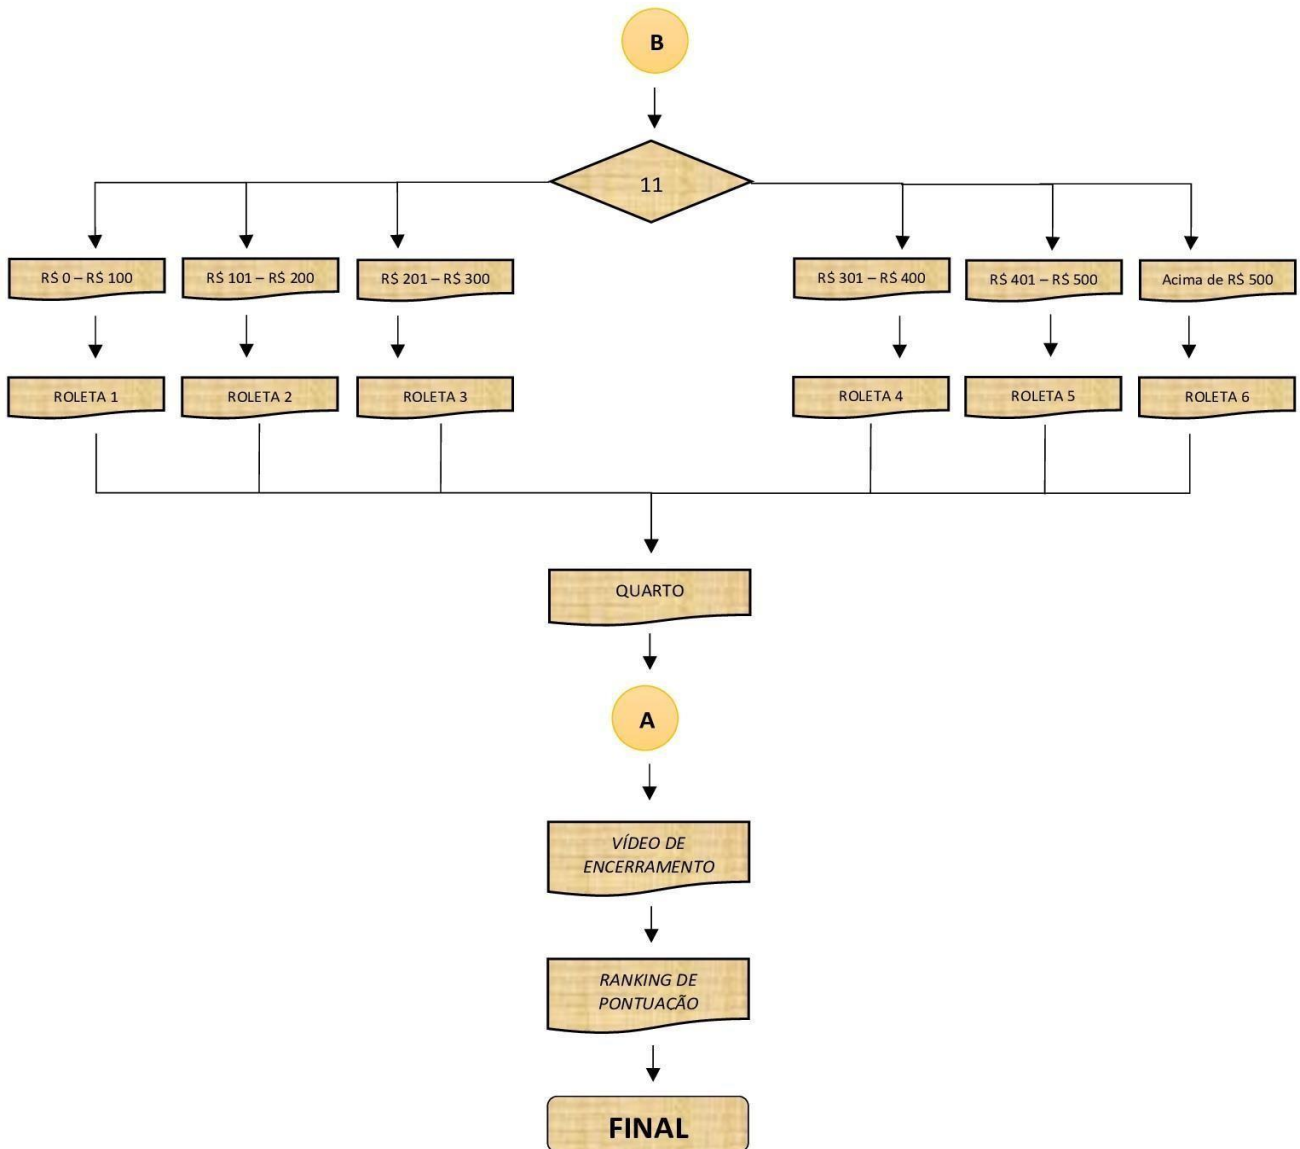 B
11
R$ 0 – R$ 100
R$ 101 – R$ 200
R$ 201 – R$ 300
R$ 301 – R$ 400
R$ 401 – R$ 500
Acima de R$ 500
ROLETA 1
ROLETA 2
ROLETA 3
ROLETA 4
ROLETA 5
ROLETA 6
QUARTO
A
VÍDEO DE
ENCERRAMENTO
RANKING DE
PONTUAÇÃO
FINAL